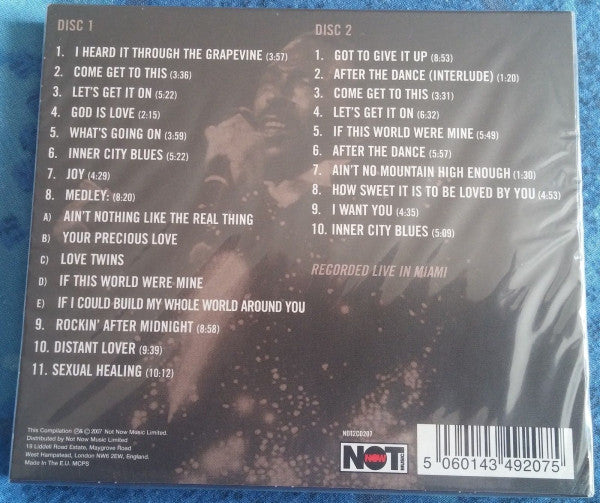 DISC 1
1. I HEARD IT THROUGH THE GRAPEVINE (3:57)
2. COME GET TO THIS (3:36)
3. LET'S GET IT ON (5:22)
4. GOD IS LOVE (2:15)
5. WHAT'S GOING ON (3:59)
6. INNER CITY BLUES (5:22)
7. JOY (4:29)
8. MEDLEY: (8:20)
A) AIN'T NOTHING LIKE THE REAL THING
B) YOUR PRECIOUS LOVE
C) LOVE TWINS
D) IF THIS WORLD WERE MINE
E) IF I COULD BUILD MY WHOLE WORLD AROUND YOU
9. ROCKIN' AFTER MIDNIGHT (8:58)
10. DISTANT LOVER (9:39)
11. SEXUAL HEALING (10:12)
DISC 2
1. GOT TO GIVE IT UP (8:53)
2. AFTER THE DANCE (INTERLUDE) (1:20)
3. COME GET TO THIS (3:31)
4. LET'S GET IT ON (6:32)
5. IF THIS WORLD WERE MINE (5:49)
6. AFTER THE DANCE (5:57)
7. AIN'T NO MOUNTAIN HIGH ENOUGH (1:30)
8. HOW SWEET IT IS TO BE LOVED BY YOU (4:53)
9. I WANT YOU (4:35)
10. INNER CITY BLUES (5:09)
RECORDED LIVE IN MIAMI
This Compilation ℗&© 2007 Not Now Music Limited.
Distributed by Not Now Music Limited
18 Liddell Road Estate, Maygrove Road
West Hampstead, London NW6 2EW, England.
Made In The E.U. MCPS
NOT2CD207
NOT NOW MUSIC
5 060143 492075